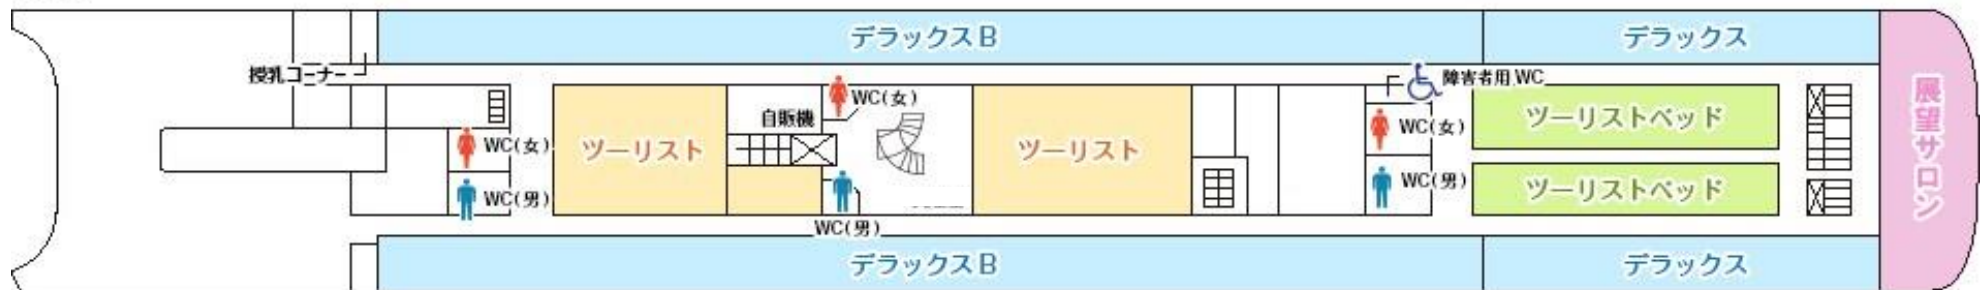 デラックスB
デラックス
授乳コーナー
障害者用WC
WC(女)
自販機
ツーリストベッド
WC(女)
WC(女)
ツーリスト
ツーリスト
展望サロン
WC(男)
WC(男)
ツーリストベッド
WC(男)
デラックスB
デラックス